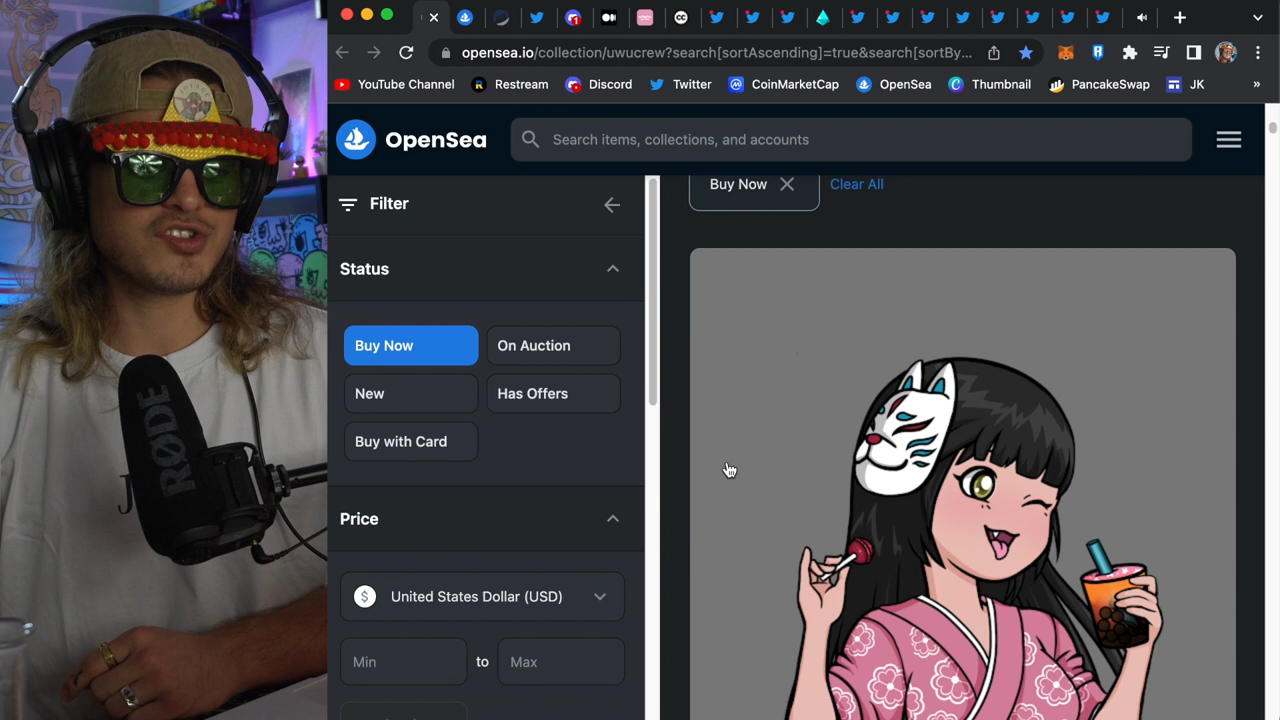 opensea.io/collection/uwucrew?search[sortAscending]=true&search[sortBy...
YouTube Channel
Restream
Discord
Twitter
CoinMarketCap
OpenSea
Thumbnail
PancakeSwap
JK
»
OpenSea
Search items, collections, and accounts
Filter
Buy Now
Clear All
Status
Buy Now
On Auction
New
Has Offers
Buy with Card
Price
$ United States Dollar (USD)
Min to Max
RØDE